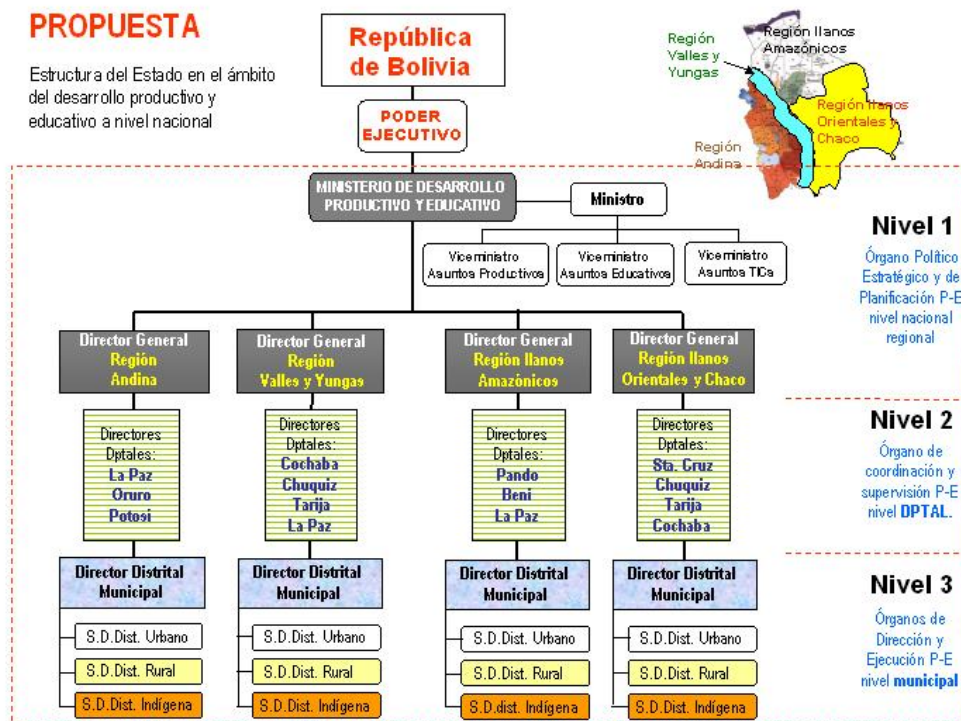 PROPUESTA
Estructura del Estado en el ámbito
del desarrollo productivo y
educativo a nivel nacional
República
de Bolivia
PODER
EJECUTIVO
Región
Valles y
Yungas
Región llanos
Amazónicos
Región llanos
Orientales y
Chaco
Región
Andina
MINISTERIO DE DESARROLLO
PRODUCTIVO Y EDUCATIVO
Ministro
Viceministro
Asuntos Productivos
Viceministro
Asuntos Educativos
Viceministro
Asuntos TICs
Nivel 1
Órgano Político
Estratégico y de
Planificación P-E
nivel nacional
regional
Director General
Región
Andina
Director General
Región
Valles y Yungas
Director General
Región llanos
Amazónicos
Director General
Región llanos
Orientales y Chaco
Directores
Dptales:
La Paz
Oruro
Potosi
Directores
Dptales:
Cochaba
Chuquiz
Tarija
La Paz
Directores
Dptales:
Pando
Beni
La Paz
Directores
Dptales:
Sta. Cruz
Chuquiz
Tarija
Cochaba
Nivel 2
Órgano de
coordinación y
supervisión P-E
nivel DPTAL.
Director Distrital
Municipal
S.D.Dist. Urbano
S.D.Dist. Rural
S.D.Dist. Indígena
Director Distrital
Municipal
S.D.Dist. Urbano
S.D.Dist. Rural
S.D.Dist. Indígena
Director Distrital
Municipal
S.D.Dist. Urbano
S.D.Dist. Rural
S.D.dist. Indígena
Director Distrital
Municipal
S.D.Dist. Urbano
S.D.Dist. Rural
S.D.Dist. Indígena
Nivel 3
Órganos de
Dirección y
Ejecución P-E
nivel municipal